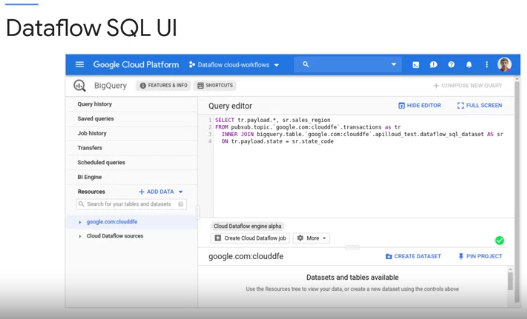 Dataflow SQL UI
Google Cloud Platform
Dataflow cloud-workflows
BigQuery
FEATURES & INFO
SHORTCUTS
+ COMPOSE NEW QUERY
Query history
Saved queries
Job history
Transfers
Scheduled queries
BI Engine
Resources
+ ADD DATA
Search for your tables and datasets
google.com:clouddfe
Cloud Dataflow sources
Query editor
HIDE EDITOR
FULL SCREEN
1 SELECT tr.payload.*, sr.sales_region
2 FROM pubsub.topic.`google.com:clouddfe`.transactions as tr
3 INNER JOIN bigquery.table.`google.com:clouddfe`.apilloud_test.dataflow_sql_dataset AS sr
4 ON tr.payload.state = sr.state_code
Cloud Dataflow engine alpha
Create Cloud Dataflow job
More
google.com:clouddfe
CREATE DATASET
PIN PROJECT
Datasets and tables available
Use the Resources tree to view your data, or create a new dataset using the controls above